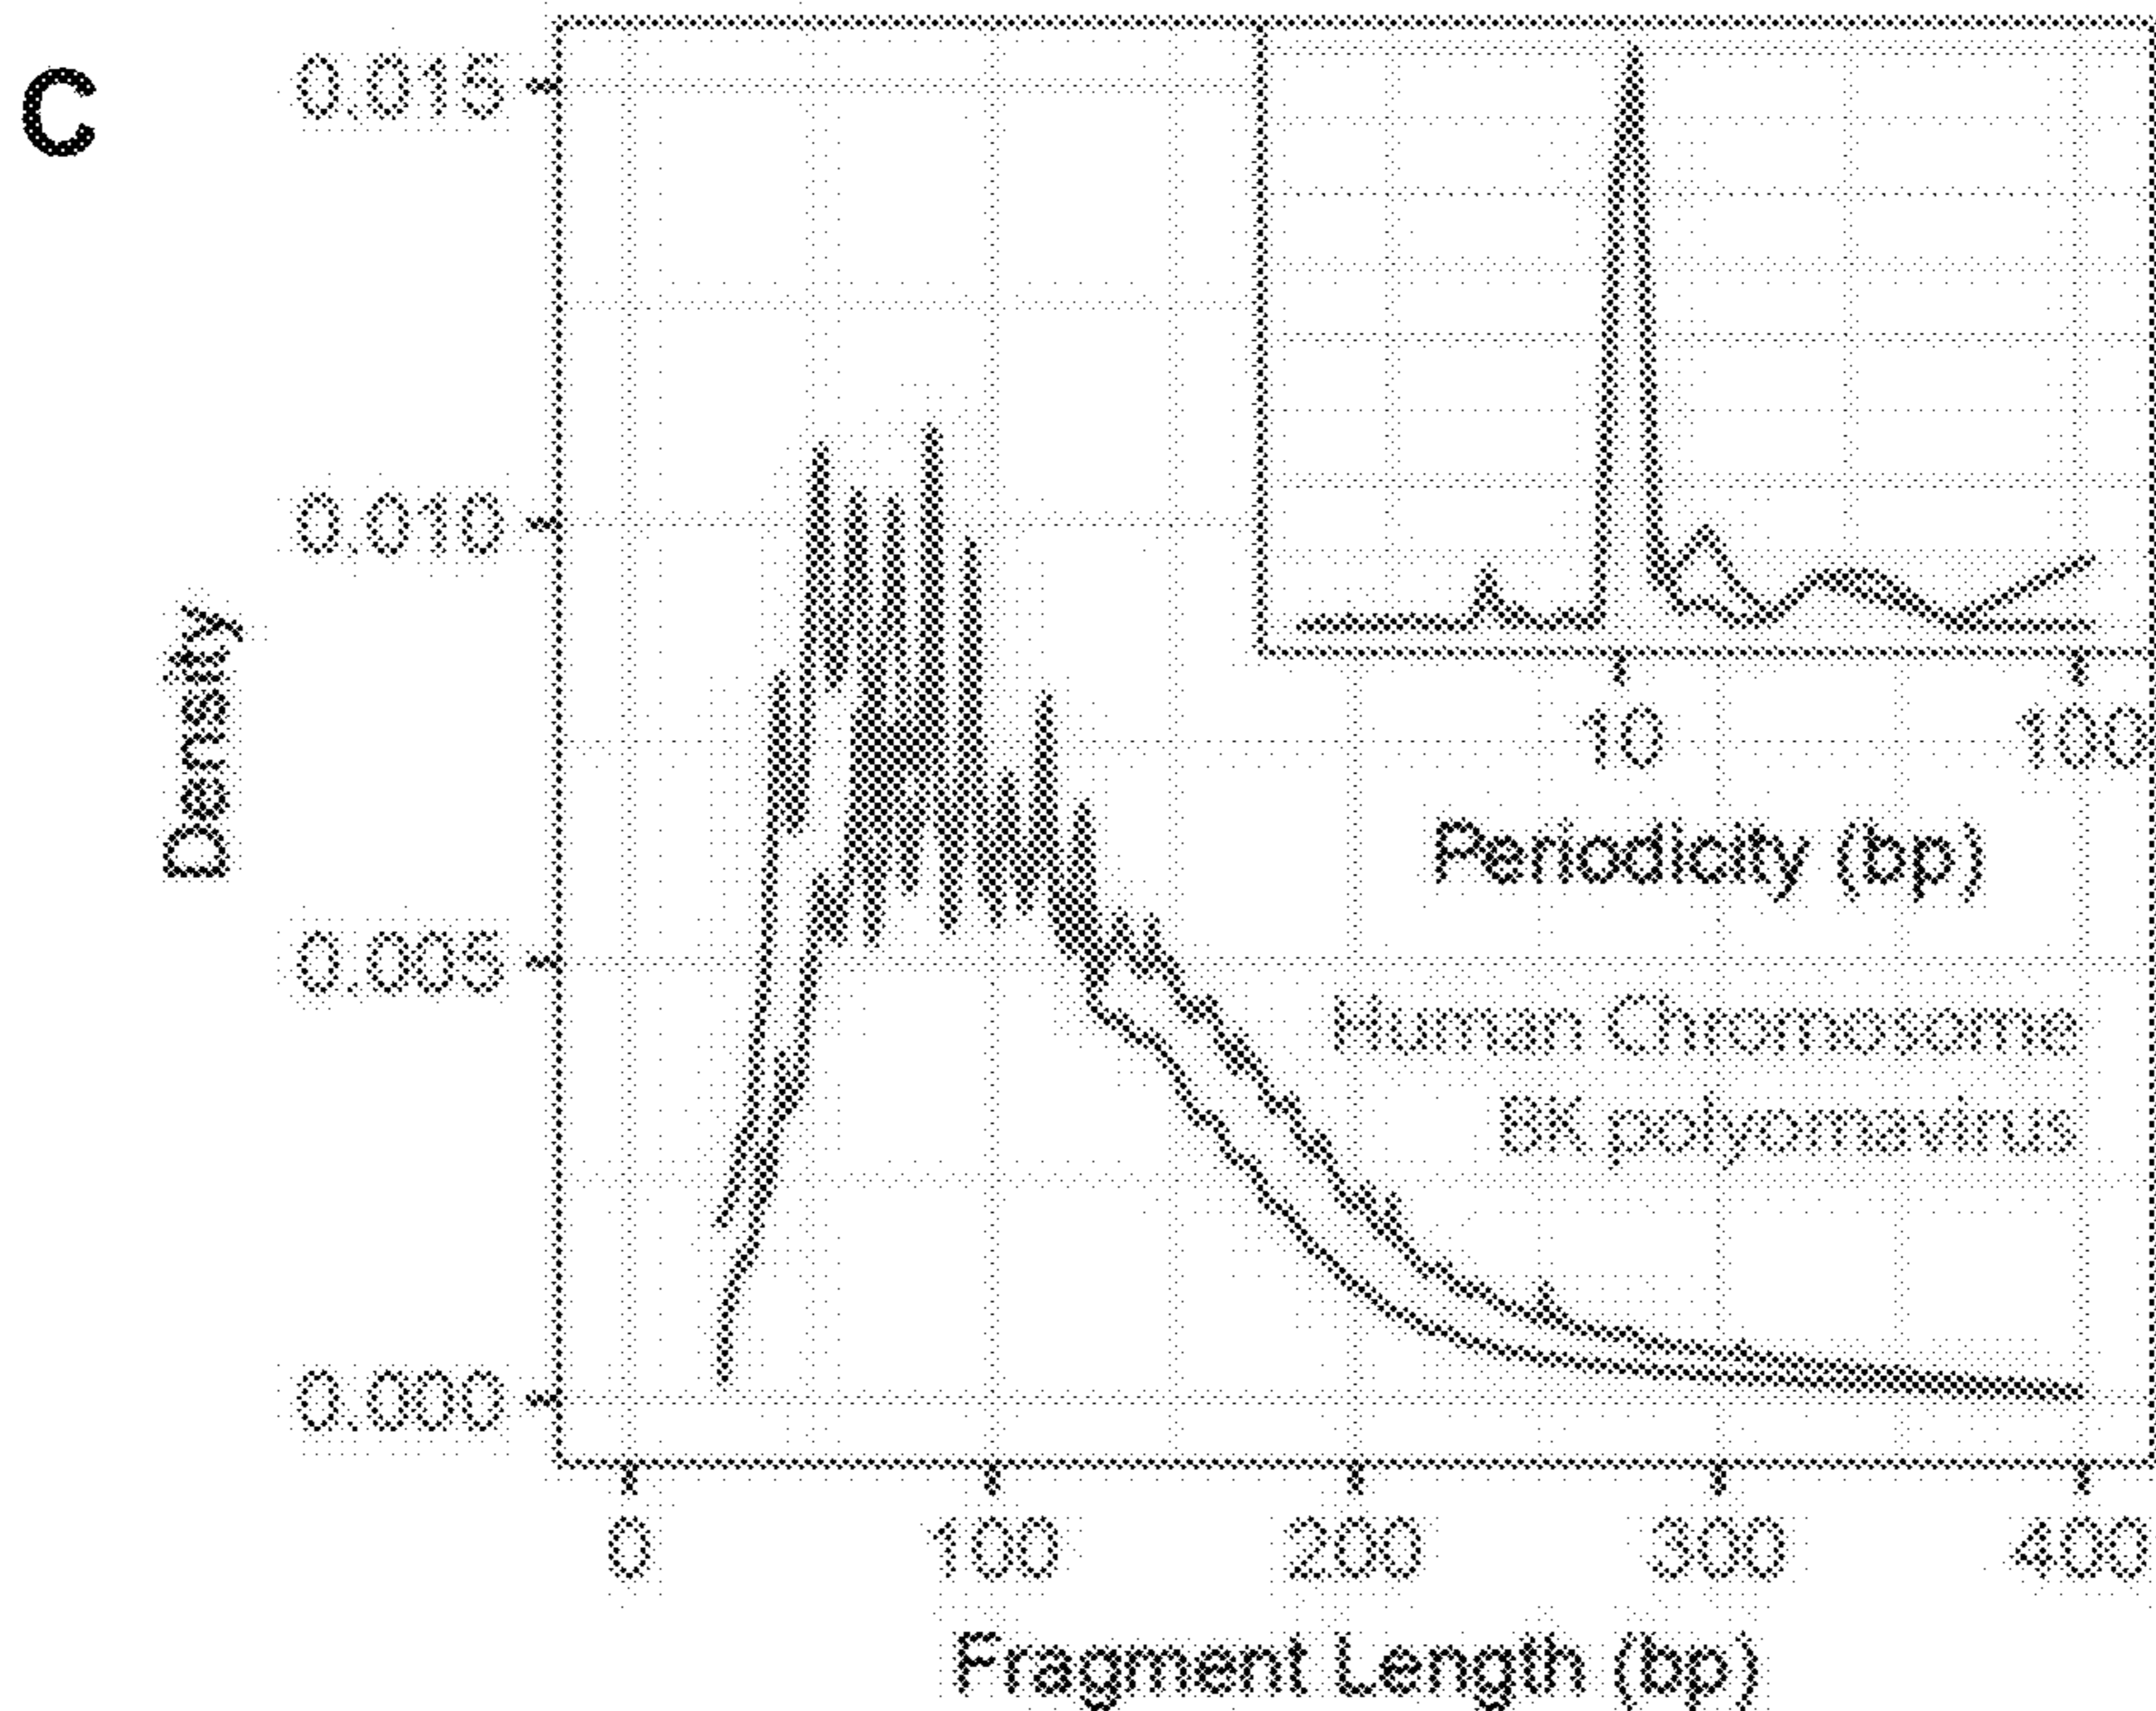 C
0.015
0.010
0.005
0.000
Density
10
100
Periodicity (bp)
Human Chromosome
BK polyomavirus
0
100
200
300
400
Fragment Length (bp)